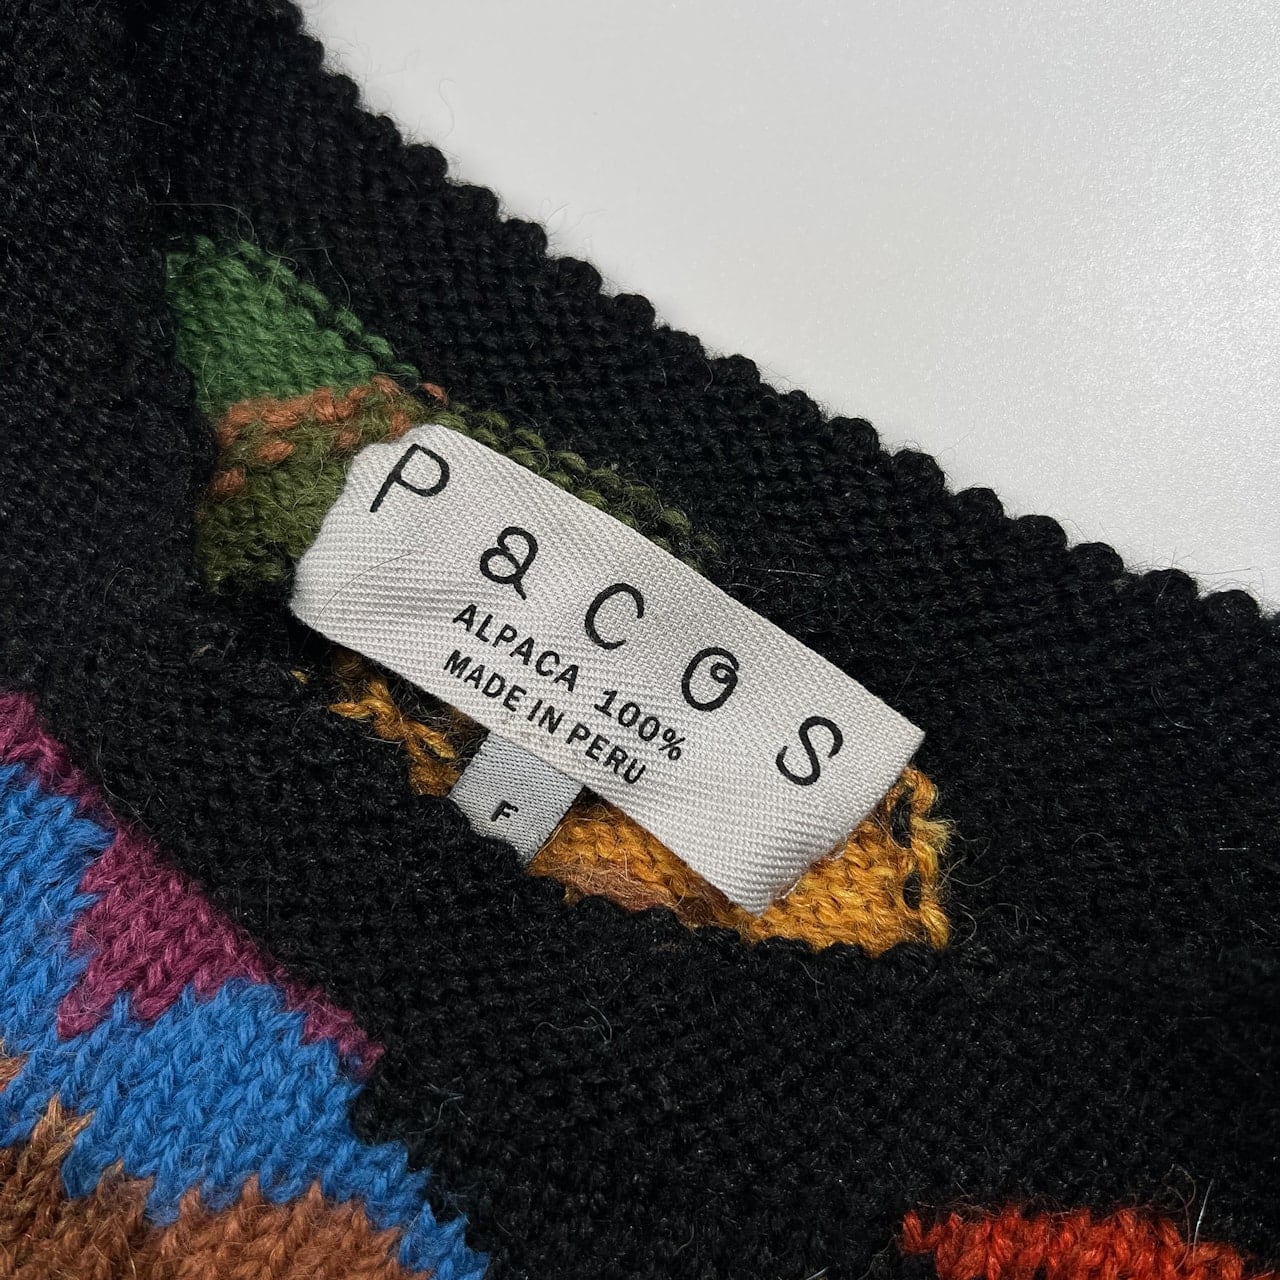 PacoS
ALPACA 100%
MADE IN PERU
F